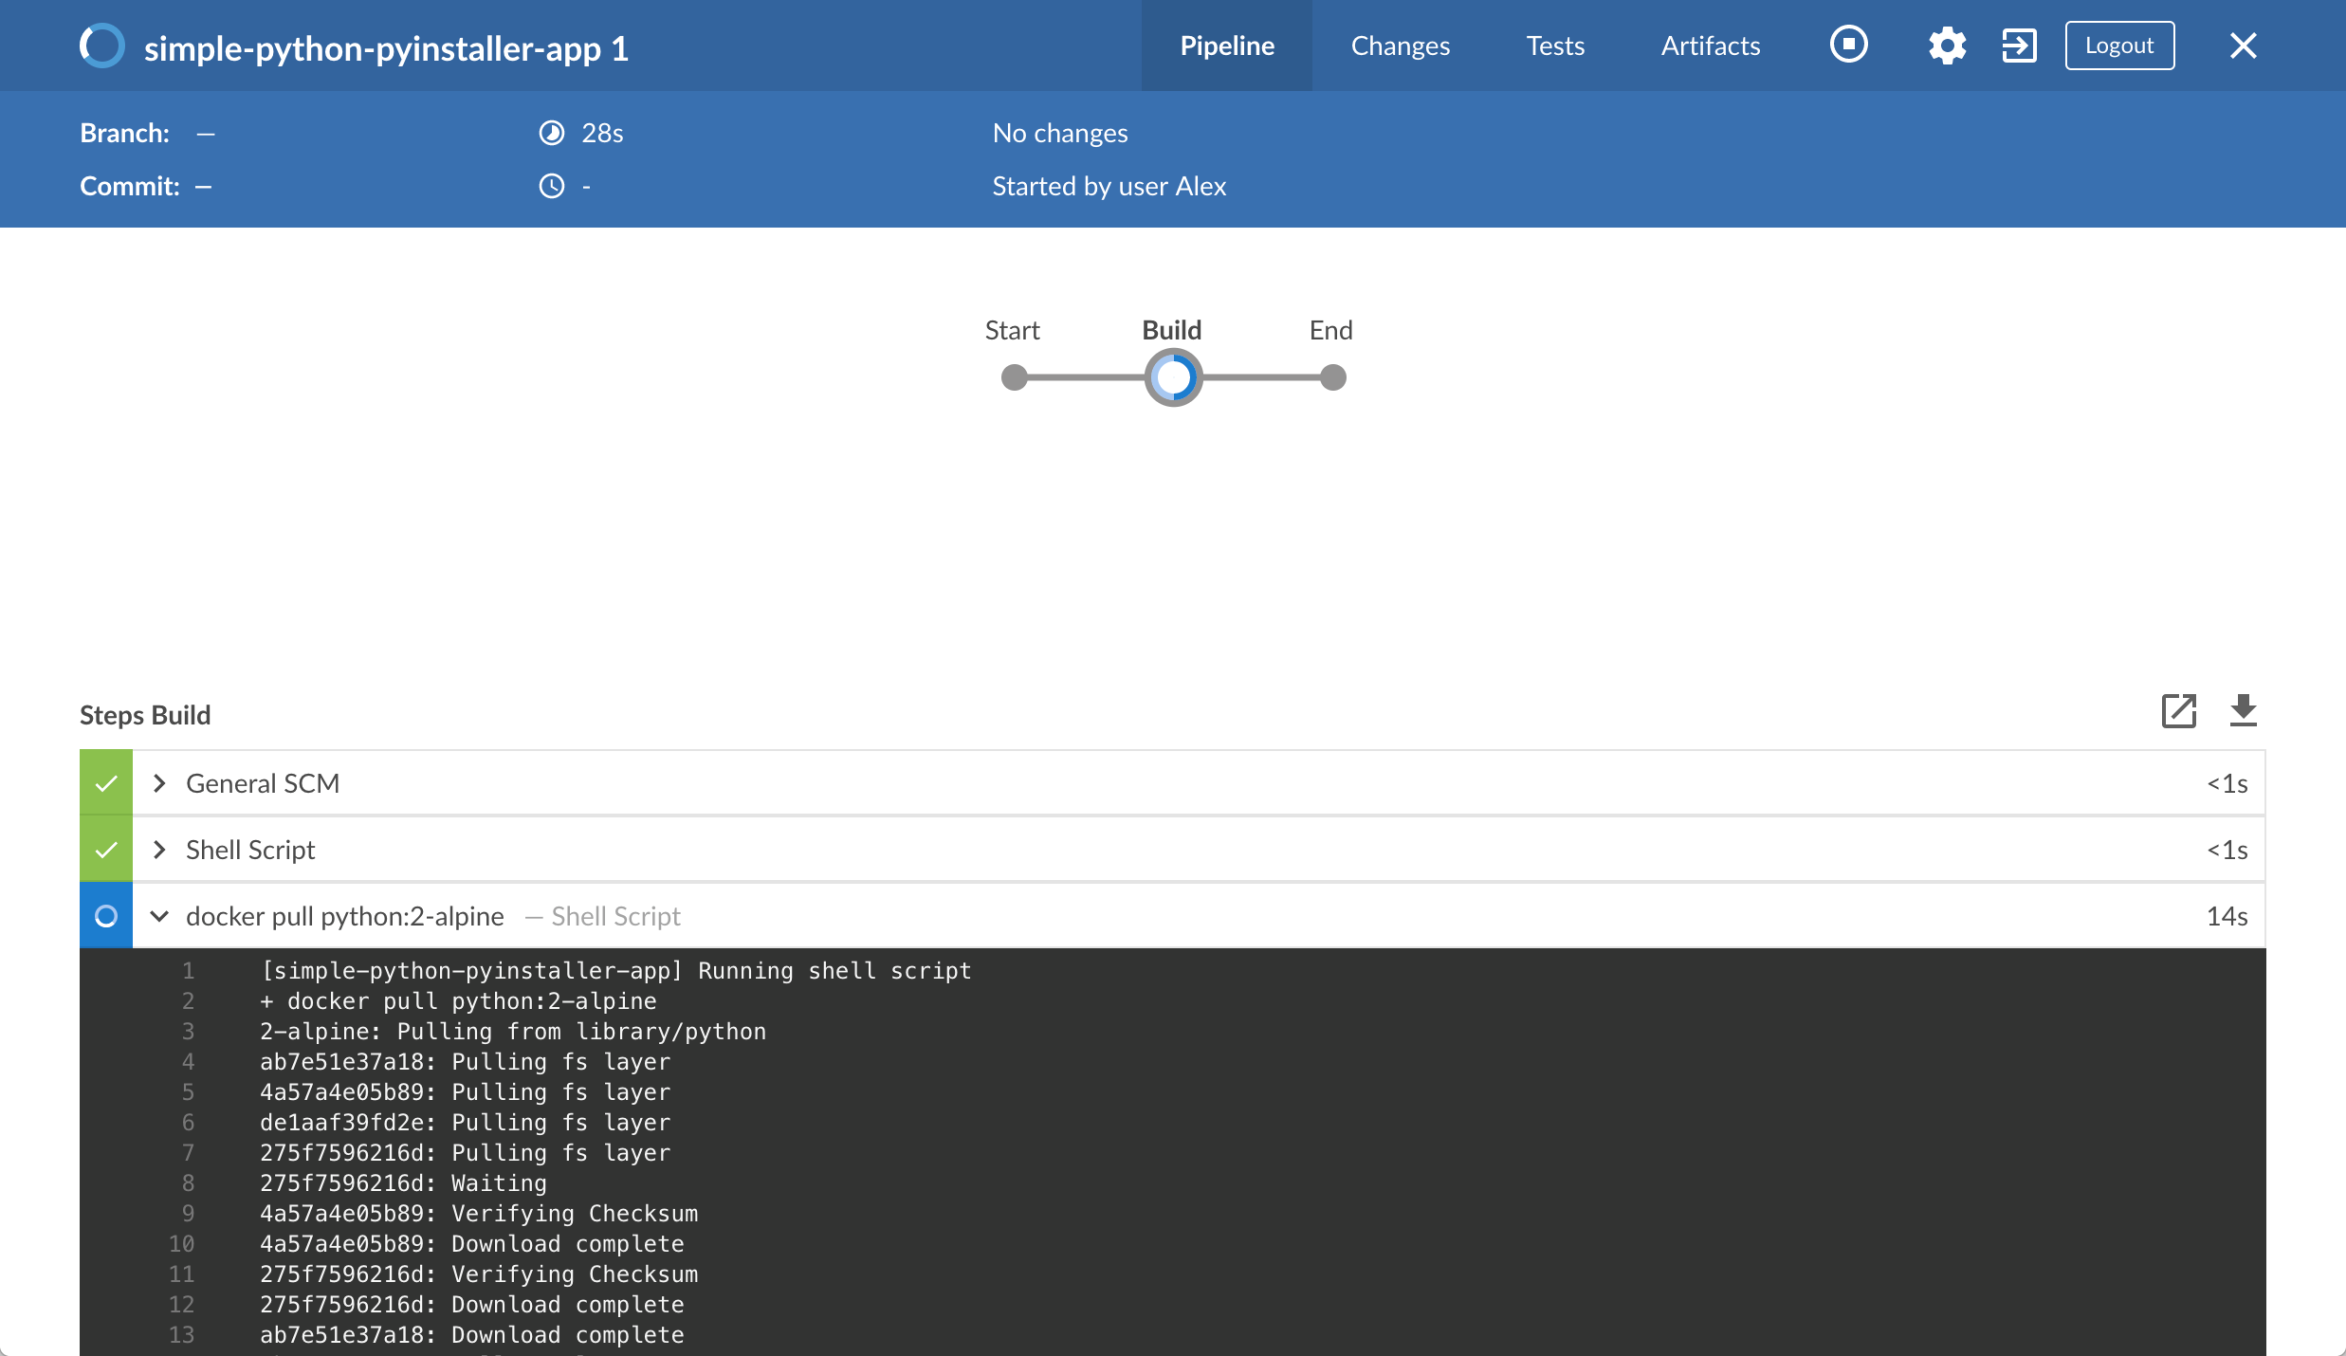 simple-python-pyinstaller-app 1
Pipeline Changes Tests Artifacts Logout
Branch: — 28s No changes
Commit: — - Started by user Alex
Start Build End
Steps Build
General SCM <1s
Shell Script <1s
docker pull python:2-alpine — Shell Script 14s
1 [simple-python-pyinstaller-app] Running shell script
2 + docker pull python:2-alpine
3 2-alpine: Pulling from library/python
4 ab7e51e37a18: Pulling fs layer
5 4a57a4e05b89: Pulling fs layer
6 de1aaf39fd2e: Pulling fs layer
7 275f7596216d: Pulling fs layer
8 275f7596216d: Waiting
9 4a57a4e05b89: Verifying Checksum
10 4a57a4e05b89: Download complete
11 275f7596216d: Verifying Checksum
12 275f7596216d: Download complete
13 ab7e51e37a18: Download complete